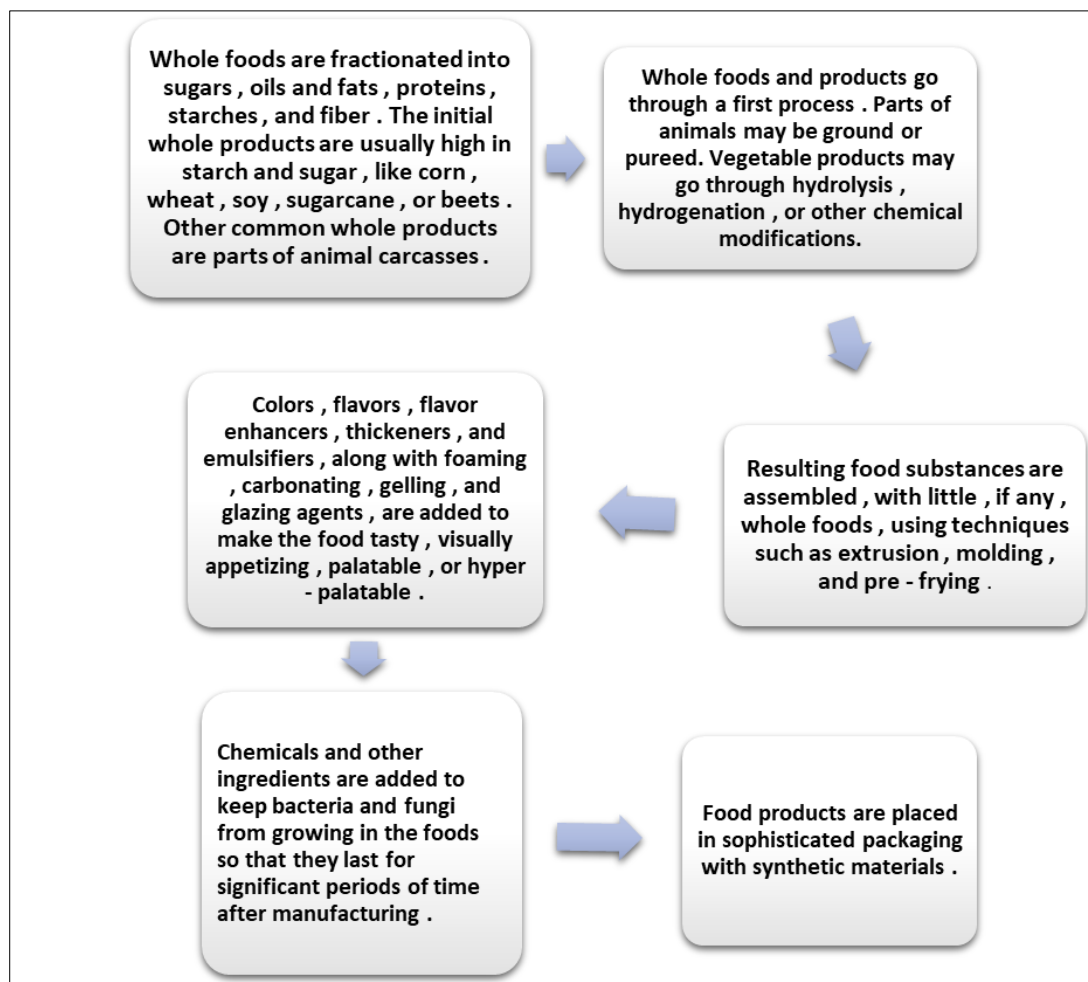 Whole foods are fractionated into
sugars , oils and fats , proteins ,
starches , and fiber . The initial
whole products are usually high in
starch and sugar , like corn ,
wheat , soy , sugarcane , or beets .
Other common whole products
are parts of animal carcasses .
Whole foods and products go
through a first process . Parts of
animals may be ground or
pureed. Vegetable products may
go through hydrolysis ,
hydrogenation , or other chemical
modifications.
Resulting food substances are
assembled , with little , if any ,
whole foods , using techniques
such as extrusion , molding ,
and pre - frying .
Colors , flavors , flavor
enhancers , thickeners , and
emulsifiers , along with foaming
, carbonating , gelling , and
glazing agents , are added to
make the food tasty , visually
appetizing , palatable , or hyper
- palatable .
Chemicals and other
ingredients are added to
keep bacteria and fungi
from growing in the foods
so that they last for
significant periods of time
after manufacturing .
Food products are placed
in sophisticated packaging
with synthetic materials .